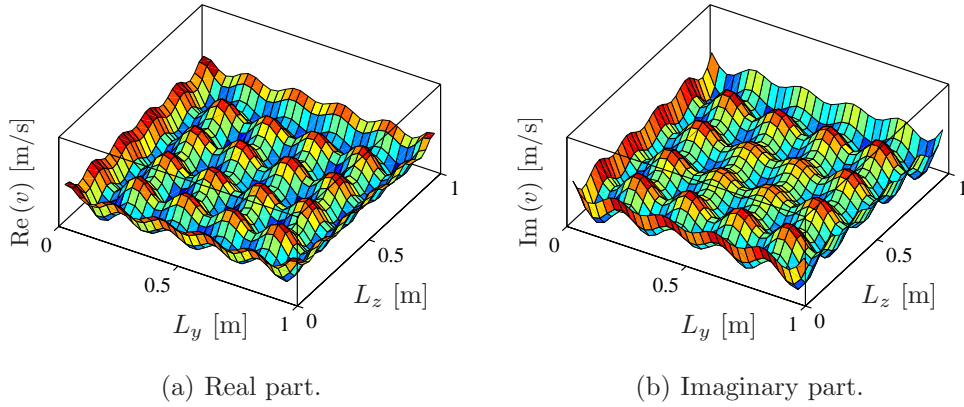 Re (v) [m/s]
0
0.5
1
L_y [m]
0
0.5
1
L_z [m]
(a) Real part.
Im (v) [m/s]
0
0.5
1
L_y [m]
0
0.5
1
L_z [m]
(b) Imaginary part.